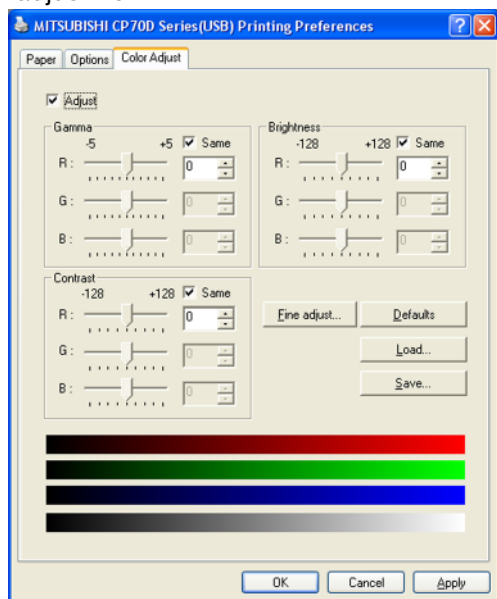 MITSUBISHI CP70D Series(USB) Printing Preferences
Paper Options Color Adjust
Adjust
Gamma
-5 +5 Same
R: 0
G: 0
B: 0
Brightness
-128 +128 Same
R: 0
G: 0
B: 0
Contrast
-128 +128 Same
R: 0
G: 0
B: 0
Fine adjust... Defaults
Load...
Save...
OK Cancel Apply